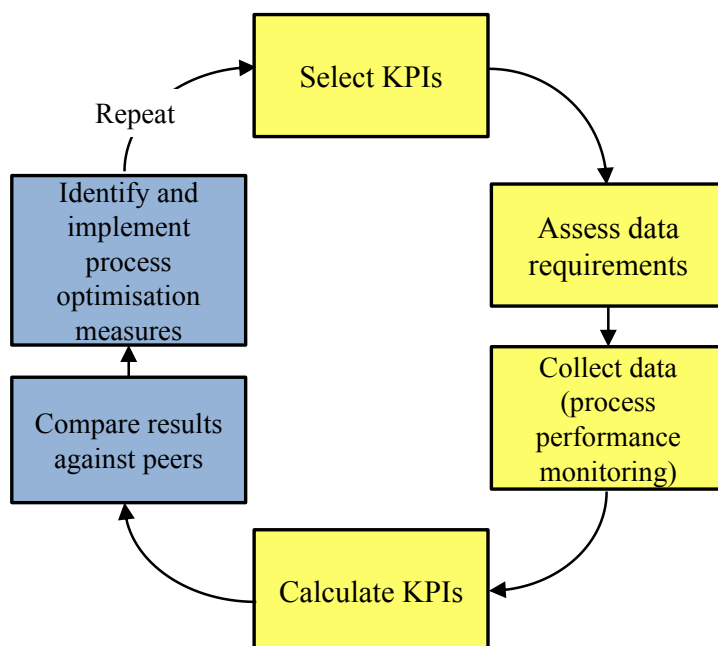 Select KPIs
Repeat
Assess data
requirements
Collect data
(process
performance
monitoring)
Calculate KPIs
Compare results
against peers
Identify and
implement
process
optimisation
measures